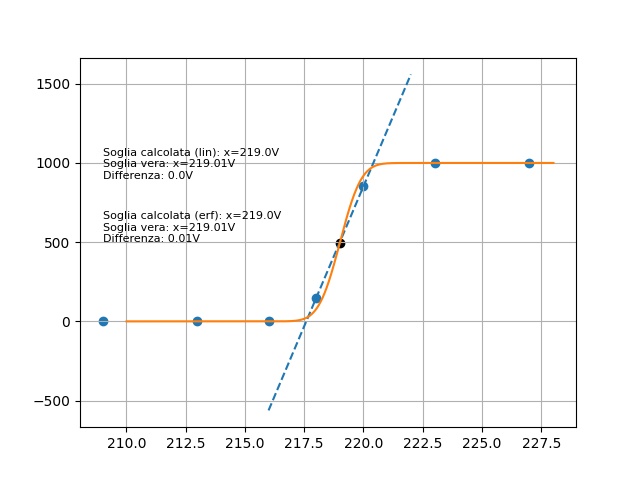 1500
1000
500
0
−500
Soglia calcolata (lin): x=219.0V
Soglia vera: x=219.01V
Differenza: 0.0V
Soglia calcolata (erf): x=219.0V
Soglia vera: x=219.01V
Differenza: 0.01V
210.0 212.5 215.0 217.5 220.0 222.5 225.0 227.5